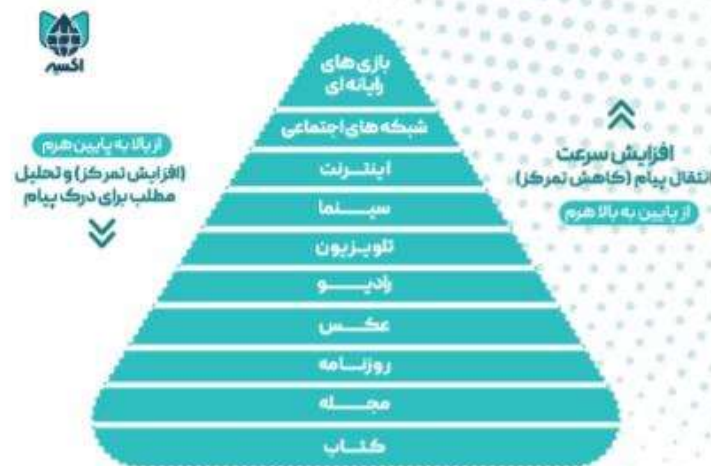 اکسیر
بازی های
رایانه ای
شبکه های اجتماعی
اینترنت
سینما
تلویزیون
رادیو
عکس
روزنامه
مجله
کتاب
افزایش سرعت
انتقال پیام (کاهش تمرکز)
از پایین به بالا هرم
از بالا به پایین هرم
(افزایش تمرکز) و تحلیل
مطلب برای درک پیام